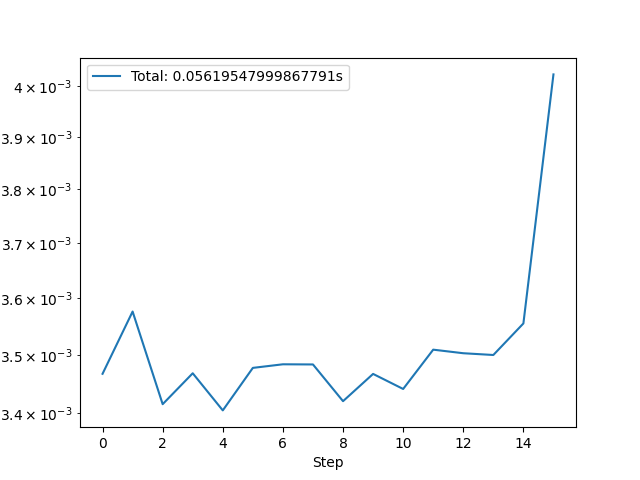 Total: 0.05619547999867791s
4 × 10⁻³
3.9 × 10⁻³
3.8 × 10⁻³
3.7 × 10⁻³
3.6 × 10⁻³
3.5 × 10⁻³
3.4 × 10⁻³
0 2 4 6 8 10 12 14
Step